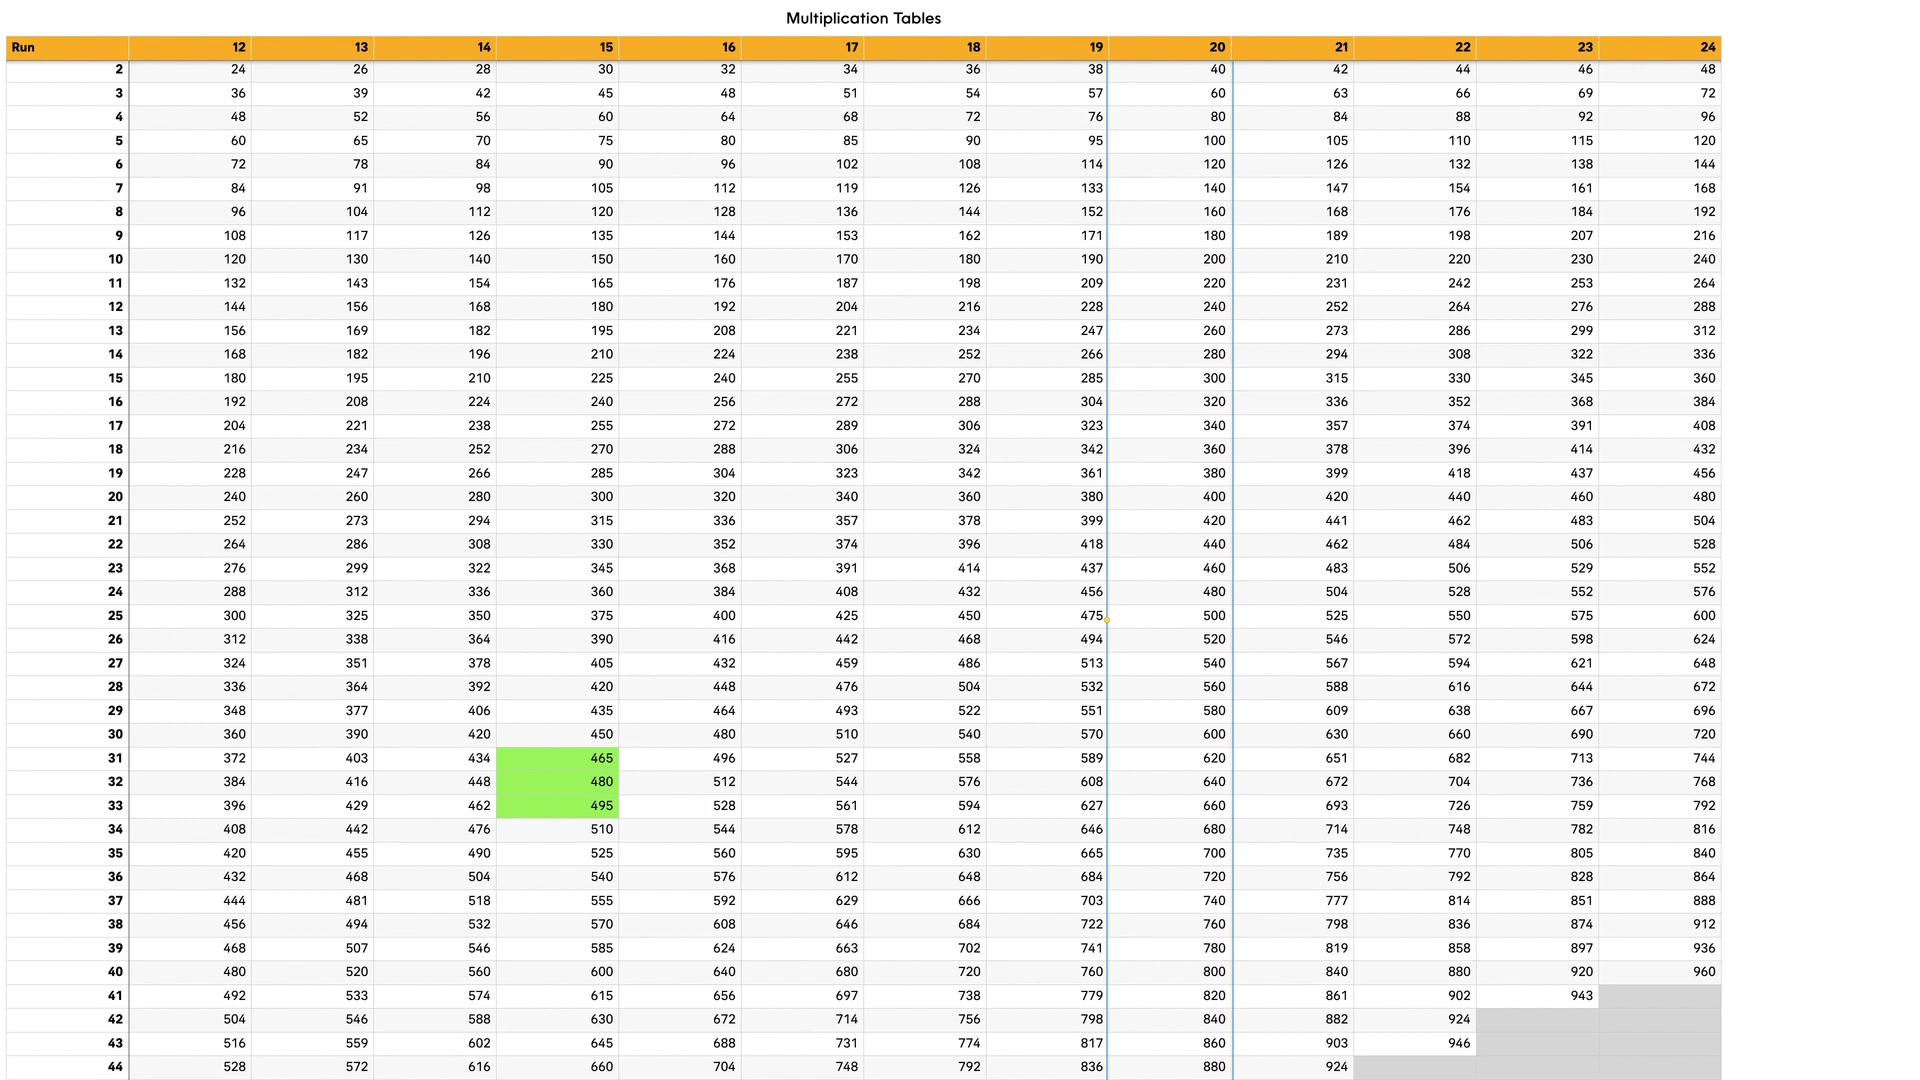 Multiplication Tables
Run 12 13 14 15 16 17 18 19 20 21 22 23 24
2 24 26 28 30 32 34 36 38 40 42 44 46 48
3 36 39 42 45 48 51 54 57 60 63 66 69 72
4 48 52 56 60 64 68 72 76 80 84 88 92 96
5 60 65 70 75 80 85 90 95 100 105 110 115 120
6 72 78 84 90 96 102 108 114 120 126 132 138 144
7 84 91 98 105 112 119 126 133 140 147 154 161 168
8 96 104 112 120 128 136 144 152 160 168 176 184 192
9 108 117 126 135 144 153 162 171 180 189 198 207 216
10 120 130 140 150 160 170 180 190 200 210 220 230 240
11 132 143 154 165 176 187 198 209 220 231 242 253 264
12 144 156 168 180 192 204 216 228 240 252 264 276 288
13 156 169 182 195 208 221 234 247 260 273 286 299 312
14 168 182 196 210 224 238 252 266 280 294 308 322 336
15 180 195 210 225 240 255 270 285 300 315 330 345 360
16 192 208 224 240 256 272 288 304 320 336 352 368 384
17 204 221 238 255 272 289 306 323 340 357 374 391 408
18 216 234 252 270 288 306 324 342 360 378 396 414 432
19 228 247 266 285 304 323 342 361 380 399 418 437 456
20 240 260 280 300 320 340 360 380 400 420 440 460 480
21 252 273 294 315 336 357 378 399 420 441 462 483 504
22 264 286 308 330 352 374 396 418 440 462 484 506 528
23 276 299 322 345 368 391 414 437 460 483 506 529 552
24 288 312 336 360 384 408 432 456 480 504 528 552 576
25 300 325 350 375 400 425 450 475 500 525 550 575 600
26 312 338 364 390 416 442 468 494 520 546 572 598 624
27 324 351 378 405 432 459 486 513 540 567 594 621 648
28 336 364 392 420 448 476 504 532 560 588 616 644 672
29 348 377 406 435 464 493 522 551 580 609 638 667 696
30 360 390 420 450 480 510 540 570 600 630 660 690 720
31 372 403 434 465 496 527 558 589 620 651 682 713 744
32 384 416 448 480 512 544 576 608 640 672 704 736 768
33 396 429 462 495 528 561 594 627 660 693 726 759 792
34 408 442 476 510 544 578 612 646 680 714 748 782 816
35 420 455 490 525 560 595 630 665 700 735 770 805 840
36 432 468 504 540 576 612 648 684 720 756 792 828 864
37 444 481 518 555 592 629 666 703 740 777 814 851 888
38 456 494 532 570 608 646 684 722 760 798 836 874 912
39 468 507 546 585 624 663 702 741 780 819 858 897 936
40 480 520 560 600 640 680 720 760 800 840 880 920 960
41 492 533 574 615 656 697 738 779 820 861 902 943
42 504 546 588 630 672 714 756 798 840 882 924
43 516 559 602 645 688 731 774 817 860 903 946
44 528 572 616 660 704 748 792 836 880 924